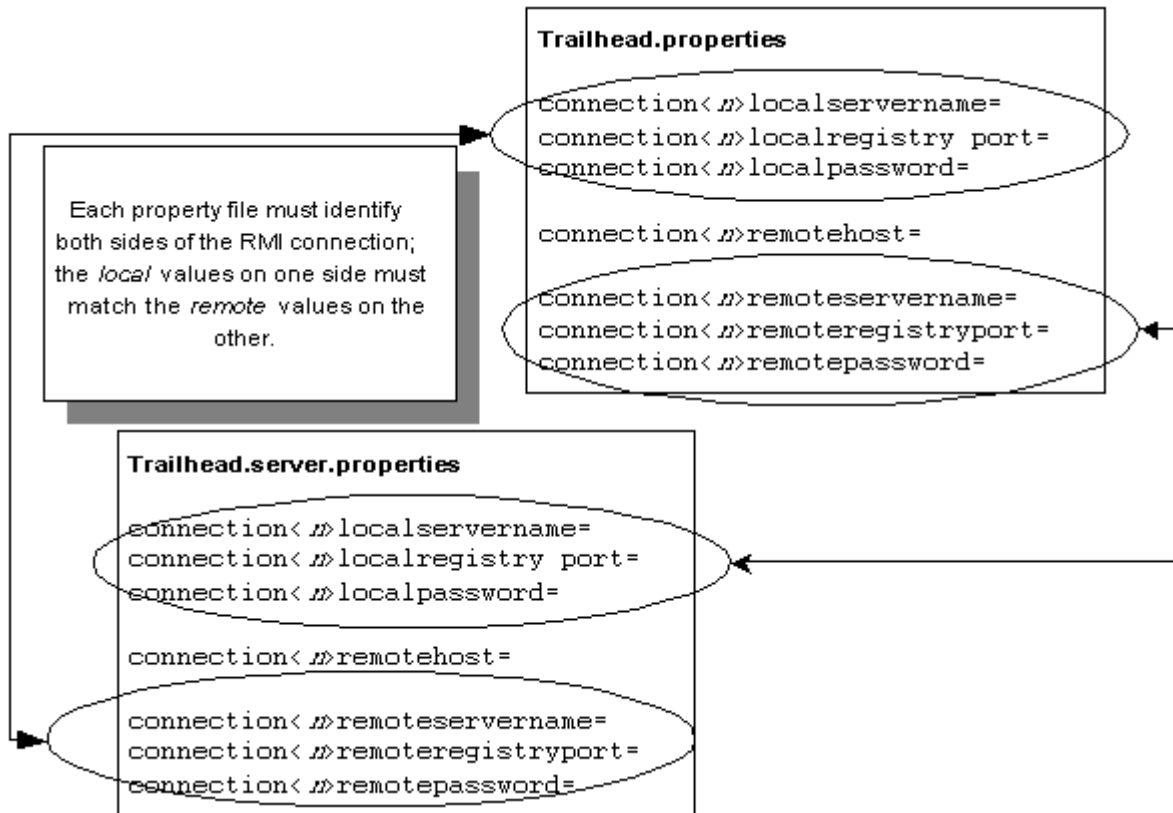 Trailhead.properties
connection<n>localservername=
connection<n>localregistry port=
connection<n>localpassword=
connection<n>remotehost=
connection<n>remoteservername=
connection<n>remoteregistryport=
connection<n>remotepassword=
Each property file must identify
both sides of the RMI connection;
the local values on one side must
match the remote values on the
other.
Trailhead.server.properties
connection<n>localservername=
connection<n>localregistry port=
connection<n>localpassword=
connection<n>remotehost=
connection<n>remoteservername=
connection<n>remoteregistryport=
connection<n>remotepassword=